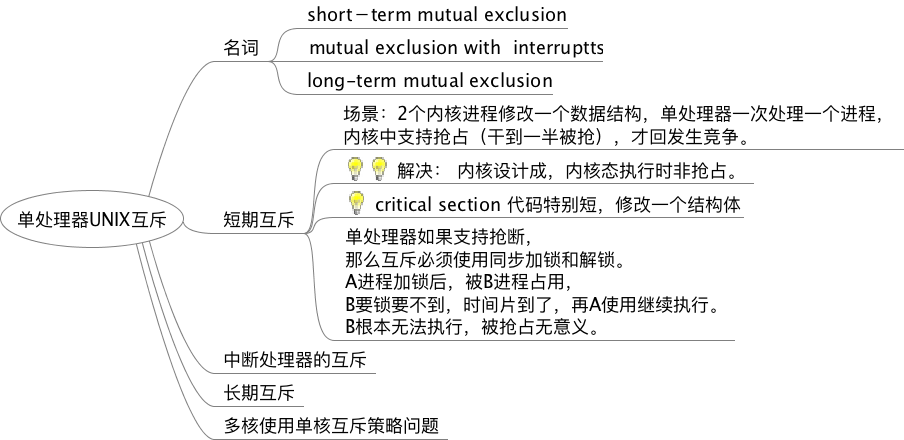 单处理器UNIX互斥
名词
short－term mutual exclusion
mutual exclusion with  interruptts
long-term mutual exclusion
短期互斥
场景：2个内核进程修改一个数据结构，单处理器一次处理一个进程，
内核中支持抢占（干到一半被抢），才回发生竞争。
解决： 内核设计成，内核态执行时非抢占。
critical section 代码特别短，修改一个结构体
单处理器如果支持抢断，
那么互斥必须使用同步加锁和解锁。
A进程加锁后，被B进程占用，
B要锁要不到，时间片到了，再A使用继续执行。
B根本无法执行，被抢占无意义。
中断处理器的互斥
长期互斥
多核使用单核互斥策略问题